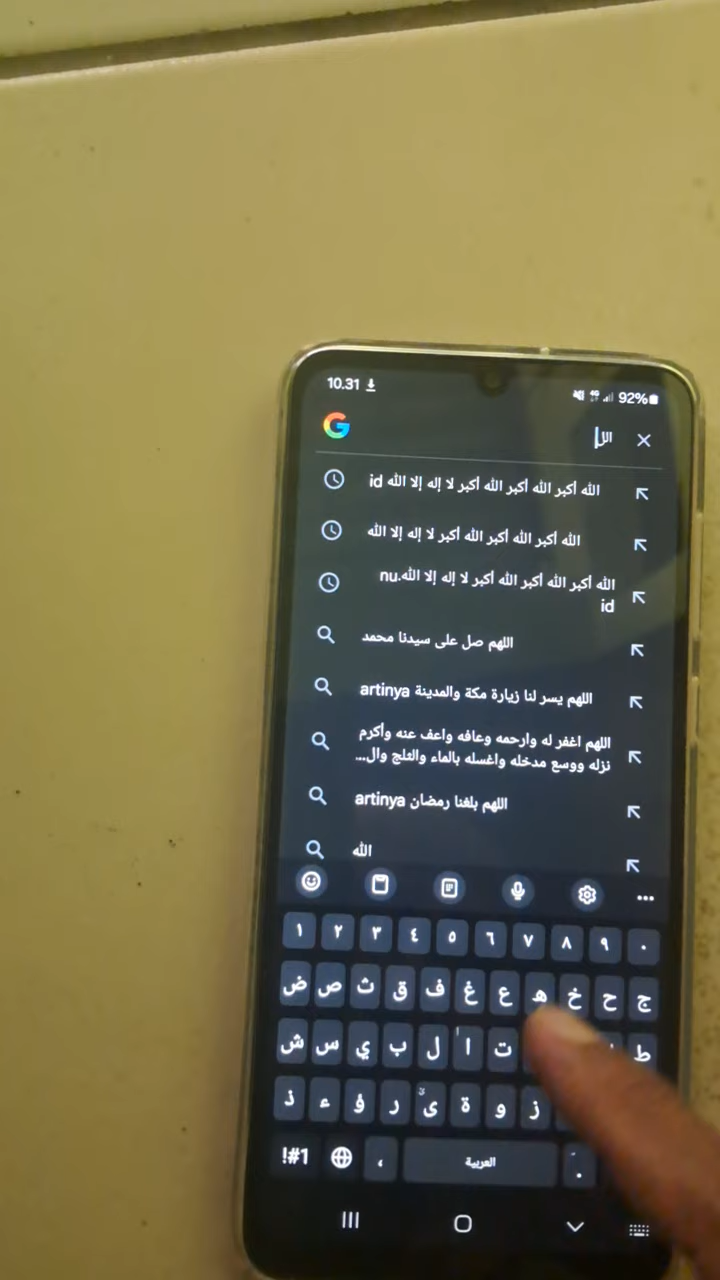 10.31
4G
92%
G
الل
الله أكبر الله أكبر الله أكبر لا إله إلا الله id
الله أكبر الله أكبر الله أكبر لا إله إلا الله
الله أكبر الله أكبر الله أكبر لا إله إلا الله.nu
id
اللهم صل على سيدنا محمد
اللهم يسر لنا زيارة مكة والمدينة artinya
اللهم اغفر له وارحمه وعافه واعف عنه وأكرم
نزله ووسع مدخله واغسله بالماء والثلج وال...
اللهم بلغنا رمضان artinya
الله
١ ٢ ٣ ٤ ٥ ٦ ٧ ٨ ٩ ٠
ض ص ث ق ف غ ع ه خ ح ج
ش س ي ب ل ا ت ط
ذ ء ؤ ر ى ة و ز
!#1 ، العربية .